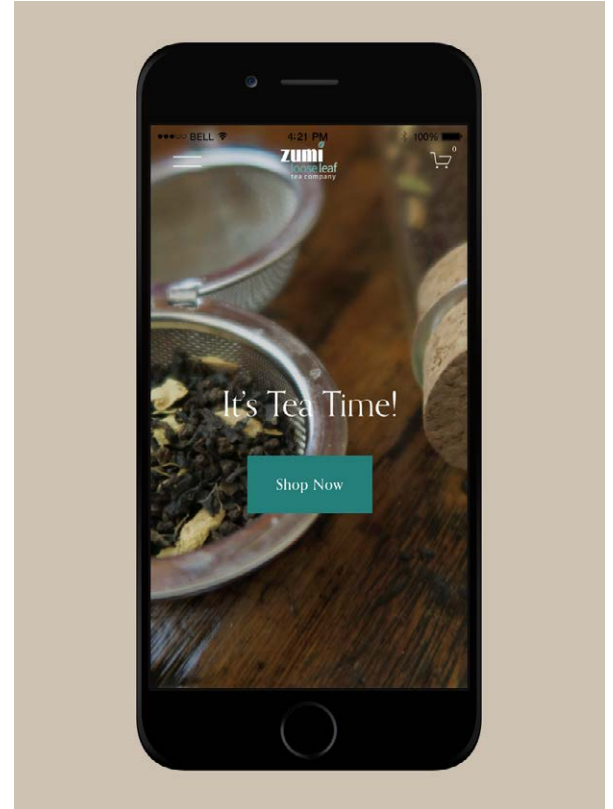 BELL 4:21 PM 100%
zumi
loose leaf
tea company
0
It's Tea Time!
Shop Now